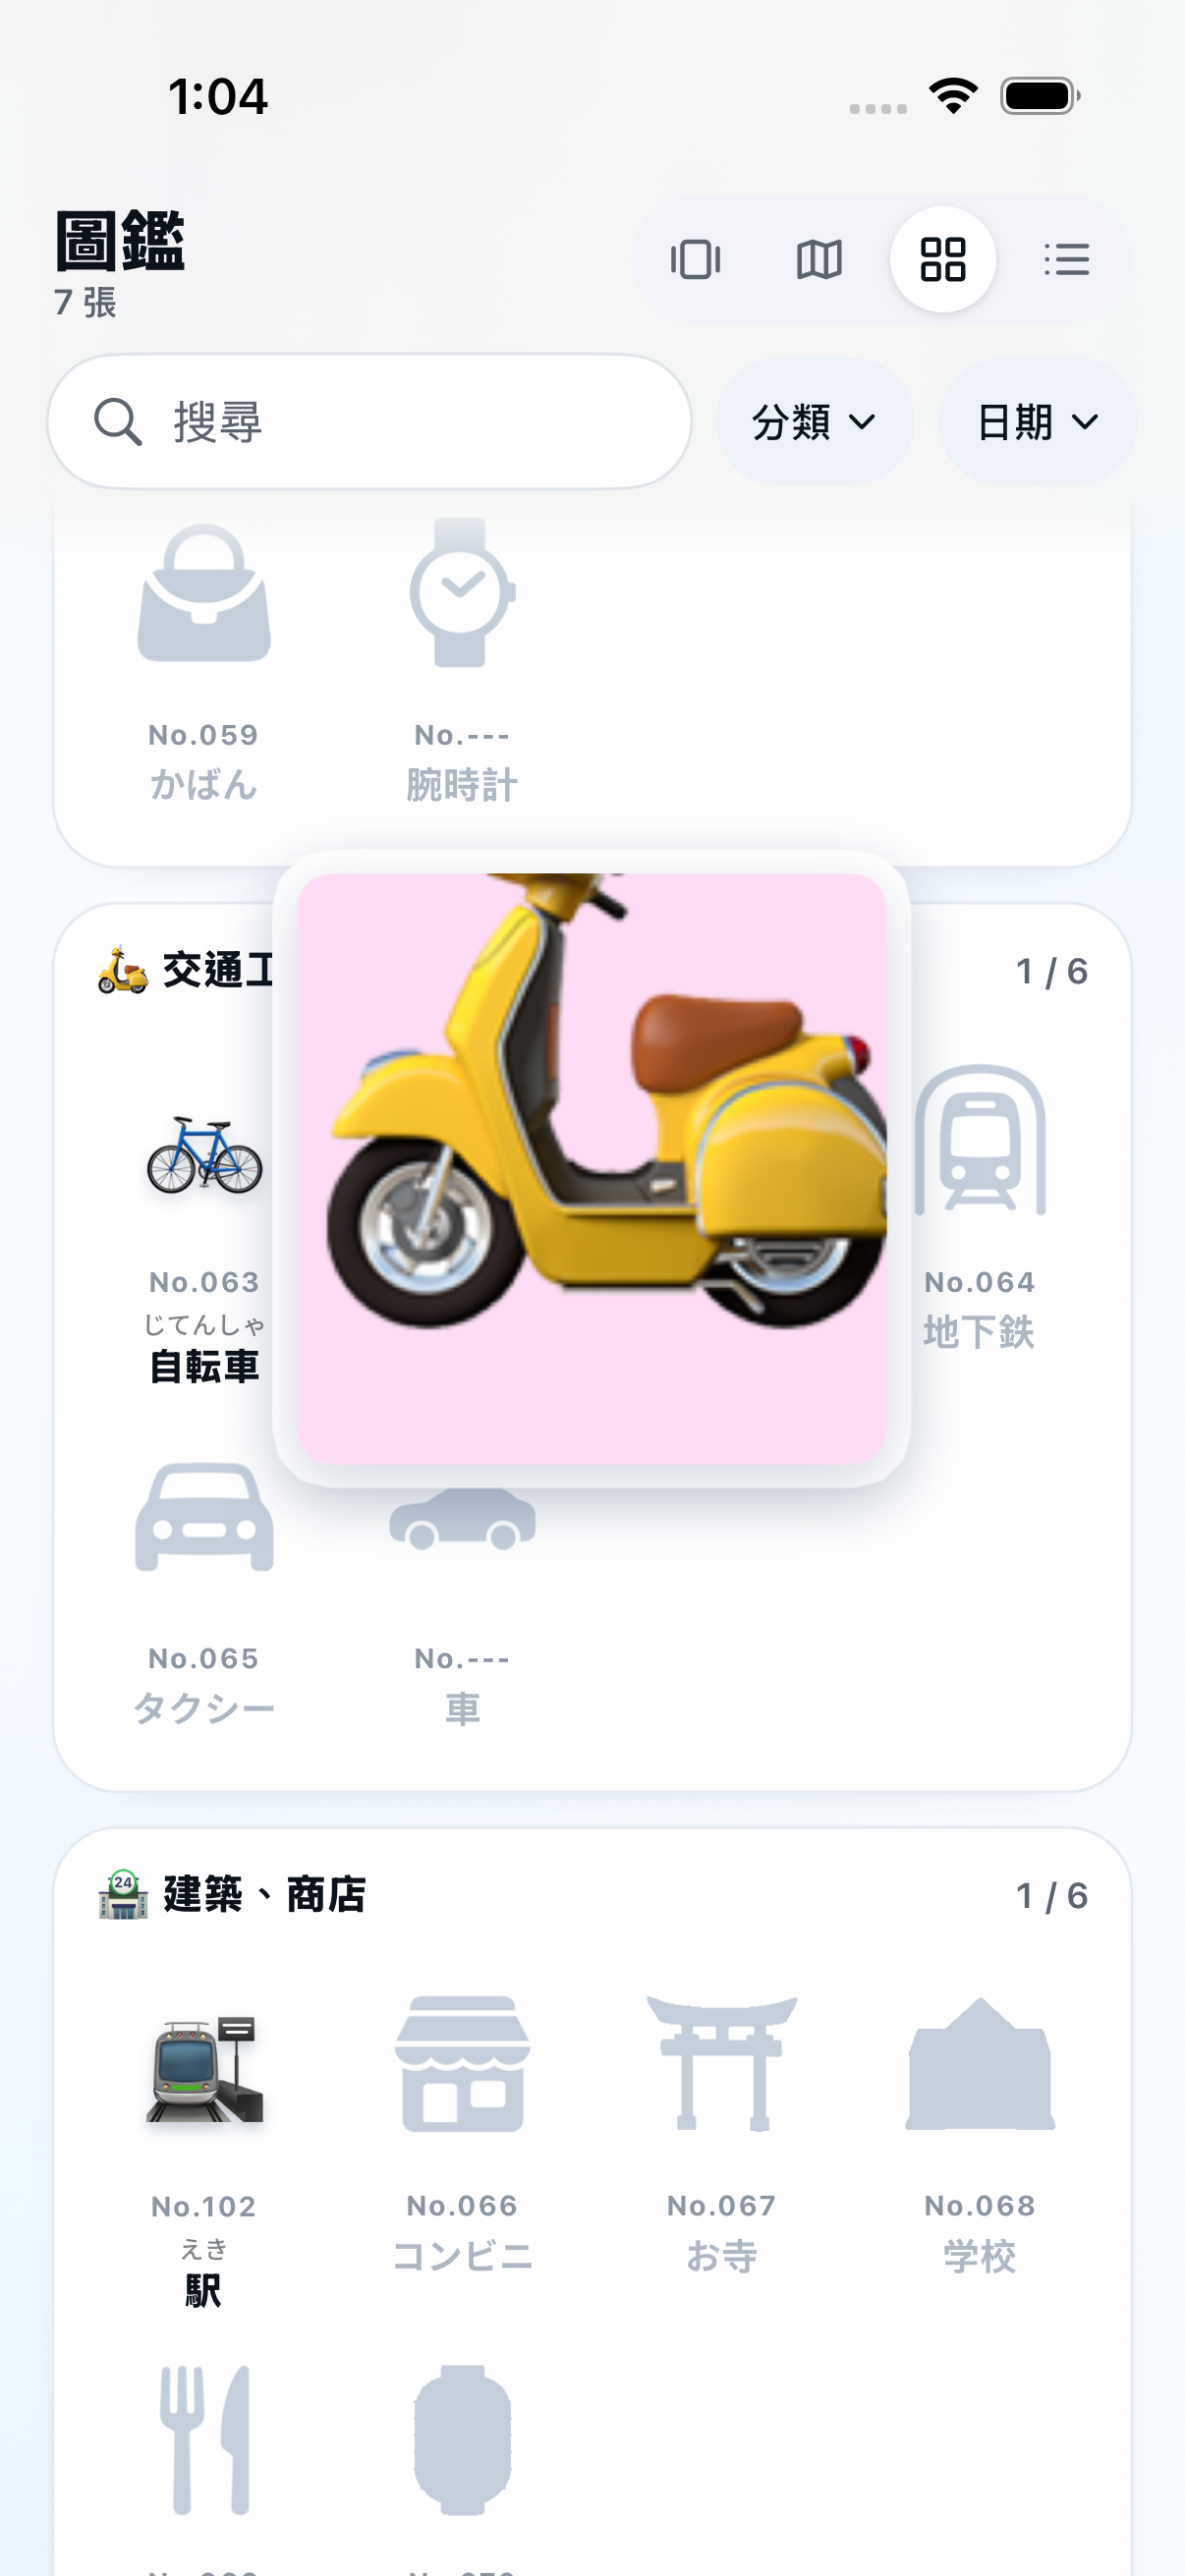 1:04
圖鑑
7 張
搜尋
分類
日期
No.059
No.---
かばん
腕時計
交通
1 / 6
No.063
No.064
じてんしゃ
自転車
地下鉄
No.065
No.---
タクシー
車
24
建築、商店
1 / 6
No.102
No.066
No.067
No.068
えき
駅
コンビニ
お寺
学校